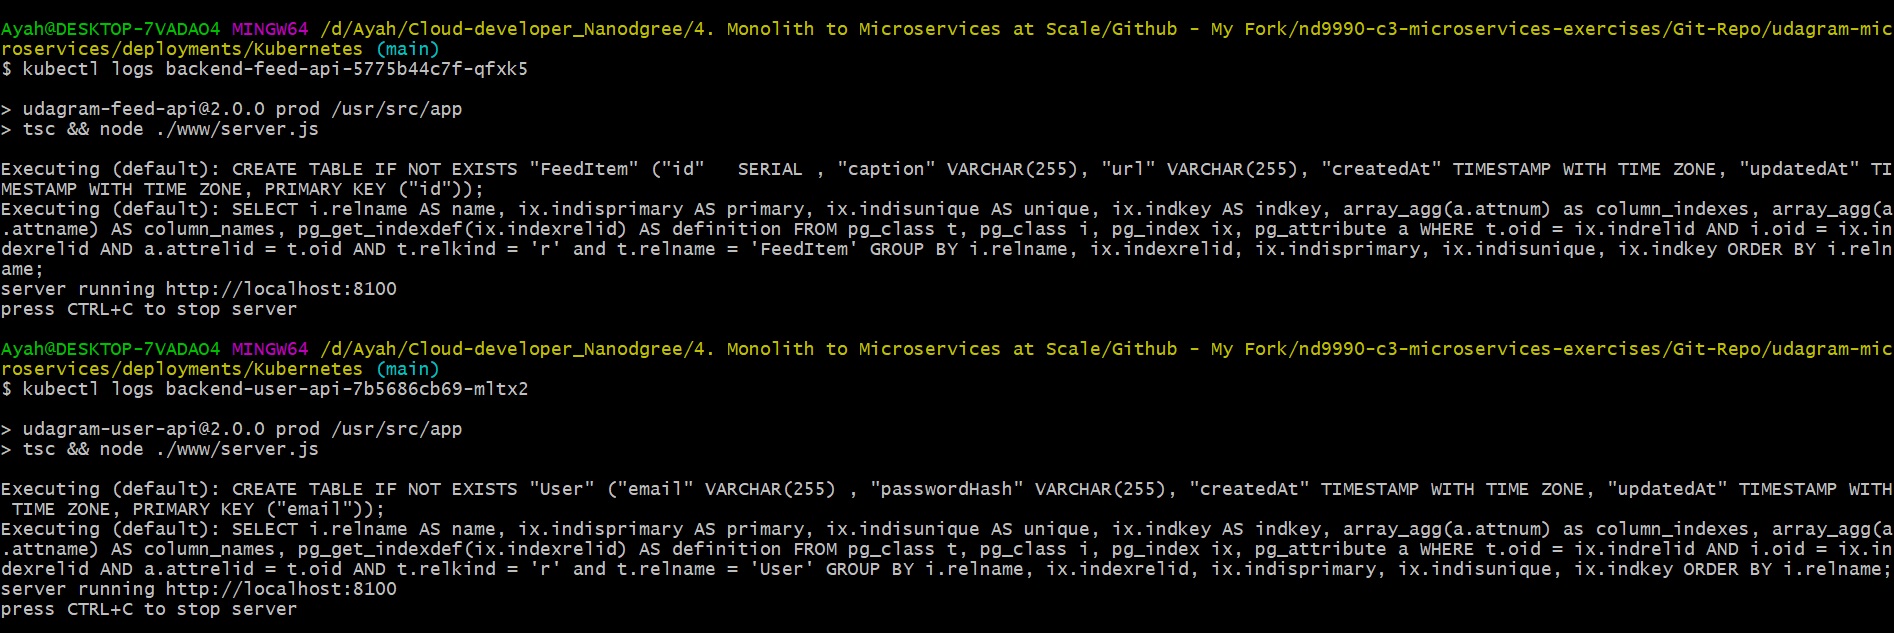 Ayah@DESKTOP-7VADAO4 MINGW64 /d/Ayah/Cloud-developer_Nanodgree/4. Monolith to Microservices at Scale/Github - My Fork/nd9990-c3-microservices-exercises/Git-Repo/udagram-mic
roservices/deployments/Kubernetes (main)
$ kubectl logs backend-feed-api-5775b44c7f-qfxk5
> udagram-feed-api@2.0.0 prod /usr/src/app
> tsc && node ./www/server.js
Executing (default): CREATE TABLE IF NOT EXISTS "FeedItem" ("id"   SERIAL , "caption" VARCHAR(255), "url" VARCHAR(255), "createdAt" TIMESTAMP WITH TIME ZONE, "updatedAt" TI
MESTAMP WITH TIME ZONE, PRIMARY KEY ("id"));
Executing (default): SELECT i.relname AS name, ix.indisprimary AS primary, ix.indisunique AS unique, ix.indkey AS indkey, array_agg(a.attnum) as column_indexes, array_agg(a
.attname) AS column_names, pg_get_indexdef(ix.indexrelid) AS definition FROM pg_class t, pg_class i, pg_index ix, pg_attribute a WHERE t.oid = ix.indrelid AND i.oid = ix.in
dexrelid AND a.attrelid = t.oid AND t.relkind = 'r' and t.relname = 'FeedItem' GROUP BY i.relname, ix.indexrelid, ix.indisprimary, ix.indisunique, ix.indkey ORDER BY i.reln
ame;
server running http://localhost:8100
press CTRL+C to stop server
Ayah@DESKTOP-7VADAO4 MINGW64 /d/Ayah/Cloud-developer_Nanodgree/4. Monolith to Microservices at Scale/Github - My Fork/nd9990-c3-microservices-exercises/Git-Repo/udagram-mic
roservices/deployments/Kubernetes (main)
$ kubectl logs backend-user-api-7b5686cb69-mltx2
> udagram-user-api@2.0.0 prod /usr/src/app
> tsc && node ./www/server.js
Executing (default): CREATE TABLE IF NOT EXISTS "User" ("email" VARCHAR(255) , "passwordHash" VARCHAR(255), "createdAt" TIMESTAMP WITH TIME ZONE, "updatedAt" TIMESTAMP WITH
 TIME ZONE, PRIMARY KEY ("email"));
Executing (default): SELECT i.relname AS name, ix.indisprimary AS primary, ix.indisunique AS unique, ix.indkey AS indkey, array_agg(a.attnum) as column_indexes, array_agg(a
.attname) AS column_names, pg_get_indexdef(ix.indexrelid) AS definition FROM pg_class t, pg_class i, pg_index ix, pg_attribute a WHERE t.oid = ix.indrelid AND i.oid = ix.in
dexrelid AND a.attrelid = t.oid AND t.relkind = 'r' and t.relname = 'User' GROUP BY i.relname, ix.indexrelid, ix.indisprimary, ix.indisunique, ix.indkey ORDER BY i.relname;
server running http://localhost:8100
press CTRL+C to stop server